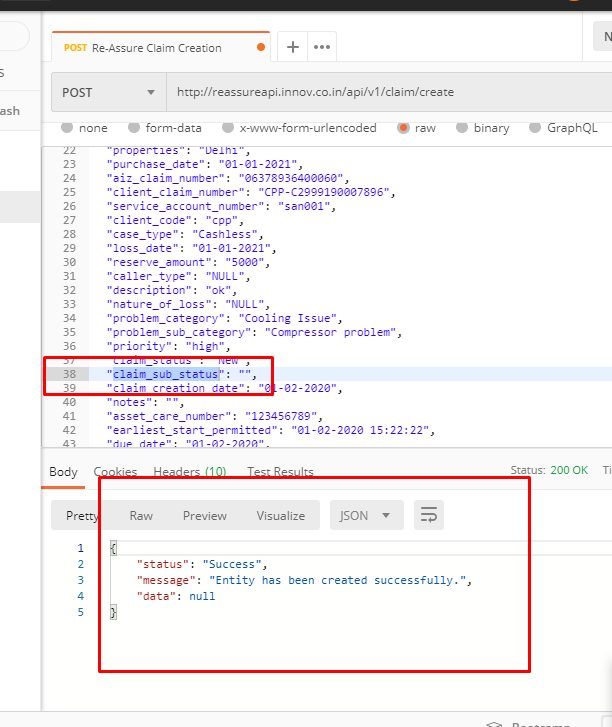 N
POST Re-Assure Claim Creation
POST http://reassureapi.innov.co.in/api/v1/claim/create
none form-data x-www-form-urlencoded raw binary GraphQL
22 "properties": "Delhi",
23 "purchase_date": "01-01-2021",
24 "aiz_claim_number": "06378936400060",
25 "client_claim_number": "CPP-C2999190007896",
26 "service_account_number": "san001",
27 "client_code": "cpp",
28 "case_type": "Cashless",
29 "loss_date": "01-01-2021",
30 "reserve_amount": "5000",
31 "caller_type": "NULL",
32 "description": "ok",
33 "nature_of_loss": "NULL",
34 "problem_category": "Cooling Issue",
35 "problem_sub_category": "Compressor problem",
36 "priority": "high",
37 "claim_status": "New",
38 "claim_sub_status": "",
39 "claim_creation_date": "01-02-2020",
40 "notes": "",
41 "asset_care_number": "123456789",
42 "earliest_start_permitted": "01-02-2020 15:22:22",
43 "due_date": "01-02-2020",
Body Cookies Headers (10) Test Results Status: 200 OK
Pretty Raw Preview Visualize JSON
1 {
2 "status": "Success",
3 "message": "Entity has been created successfully.",
4 "data": null
5 }
Bootcamp